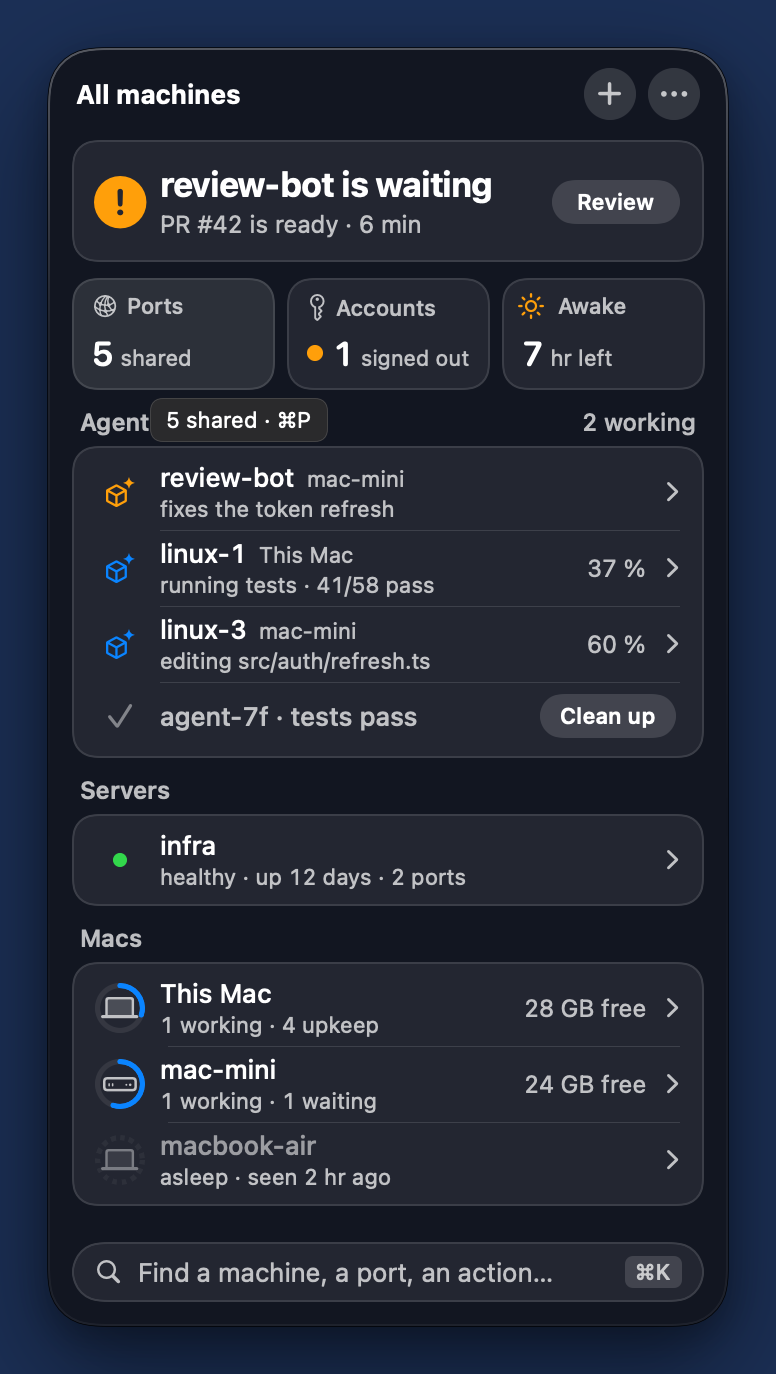 All machines
review-bot is waiting
PR #42 is ready · 6 min
Review
Ports
5 shared
Accounts
1 signed out
Awake
7 hr left
Agent
5 shared · ⌘P
2 working
review-bot mac-mini
fixes the token refresh
linux-1 This Mac
running tests · 41/58 pass
37 %
linux-3 mac-mini
editing src/auth/refresh.ts
60 %
agent-7f · tests pass
Clean up
Servers
infra
healthy · up 12 days · 2 ports
Macs
This Mac
1 working · 4 upkeep
28 GB free
mac-mini
1 working · 1 waiting
24 GB free
macbook-air
asleep · seen 2 hr ago
Find a machine, a port, an action...
⌘K